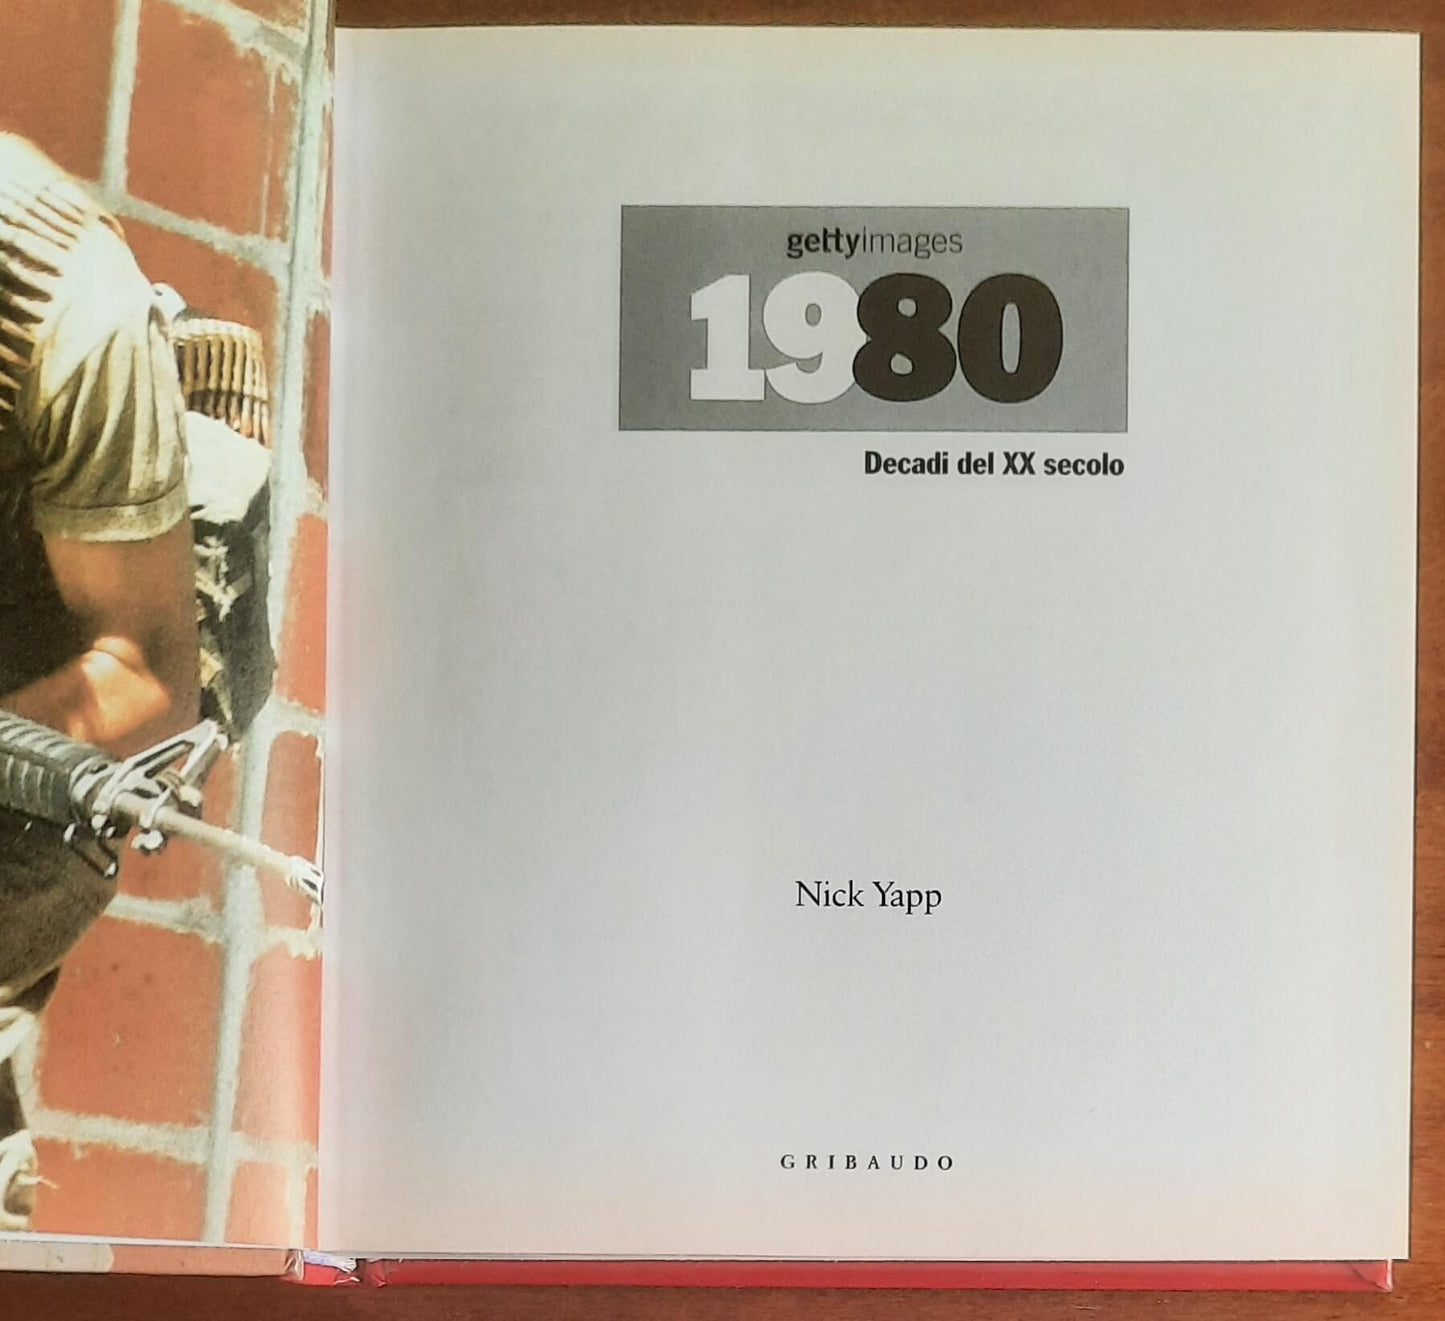 gettyimages
1980
Decadi del XX secolo
Nick Yapp
GRIBAUDO